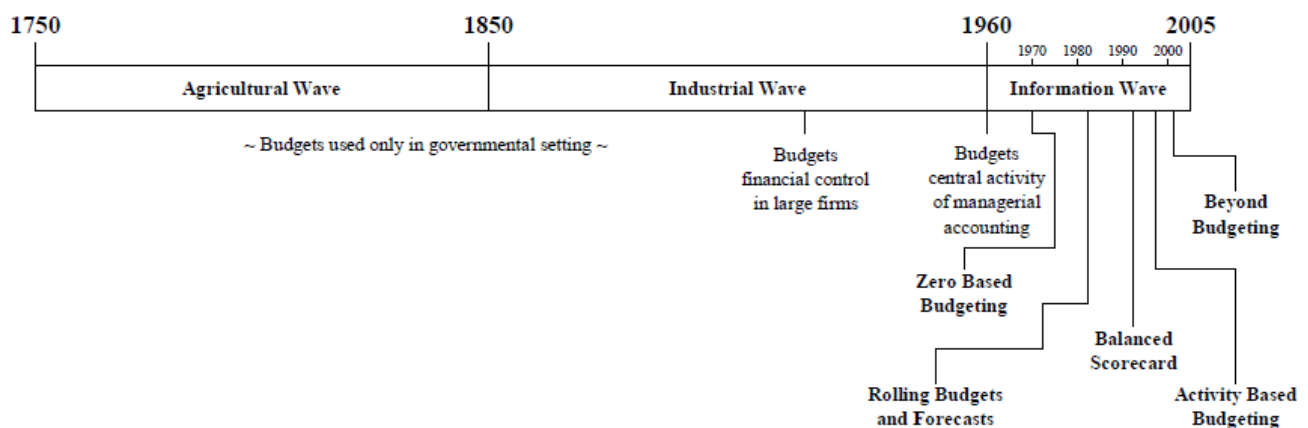 1750 1850 1960 2005
1970 1980 1990 2000
Agricultural Wave Industrial Wave Information Wave
~ Budgets used only in governmental setting ~
Budgets
financial control
in large firms
Budgets
central activity
of managerial
accounting
Beyond
Budgeting
Zero Based
Budgeting
Balanced
Scorecard
Rolling Budgets
and Forecasts
Activity Based
Budgeting